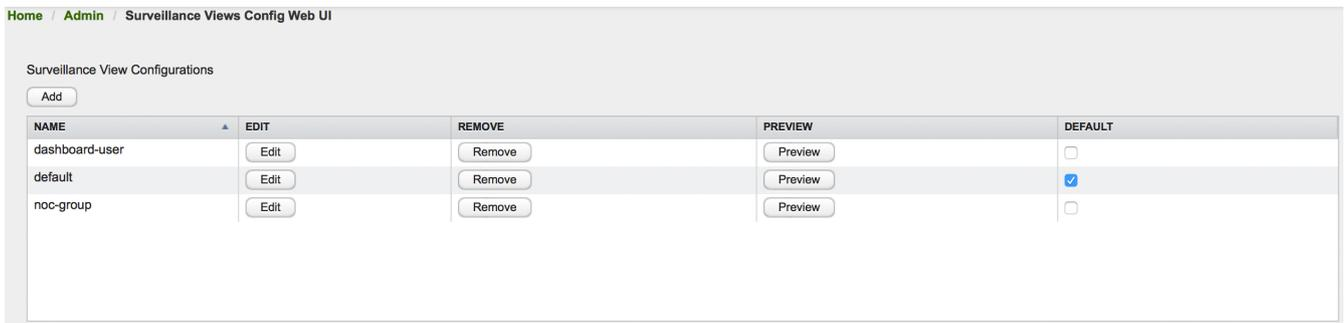 Home / Admin / Surveillance Views Config Web UI
Surveillance View Configurations
Add
NAME EDIT REMOVE PREVIEW DEFAULT
dashboard-user Edit Remove Preview
default Edit Remove Preview
noc-group Edit Remove Preview